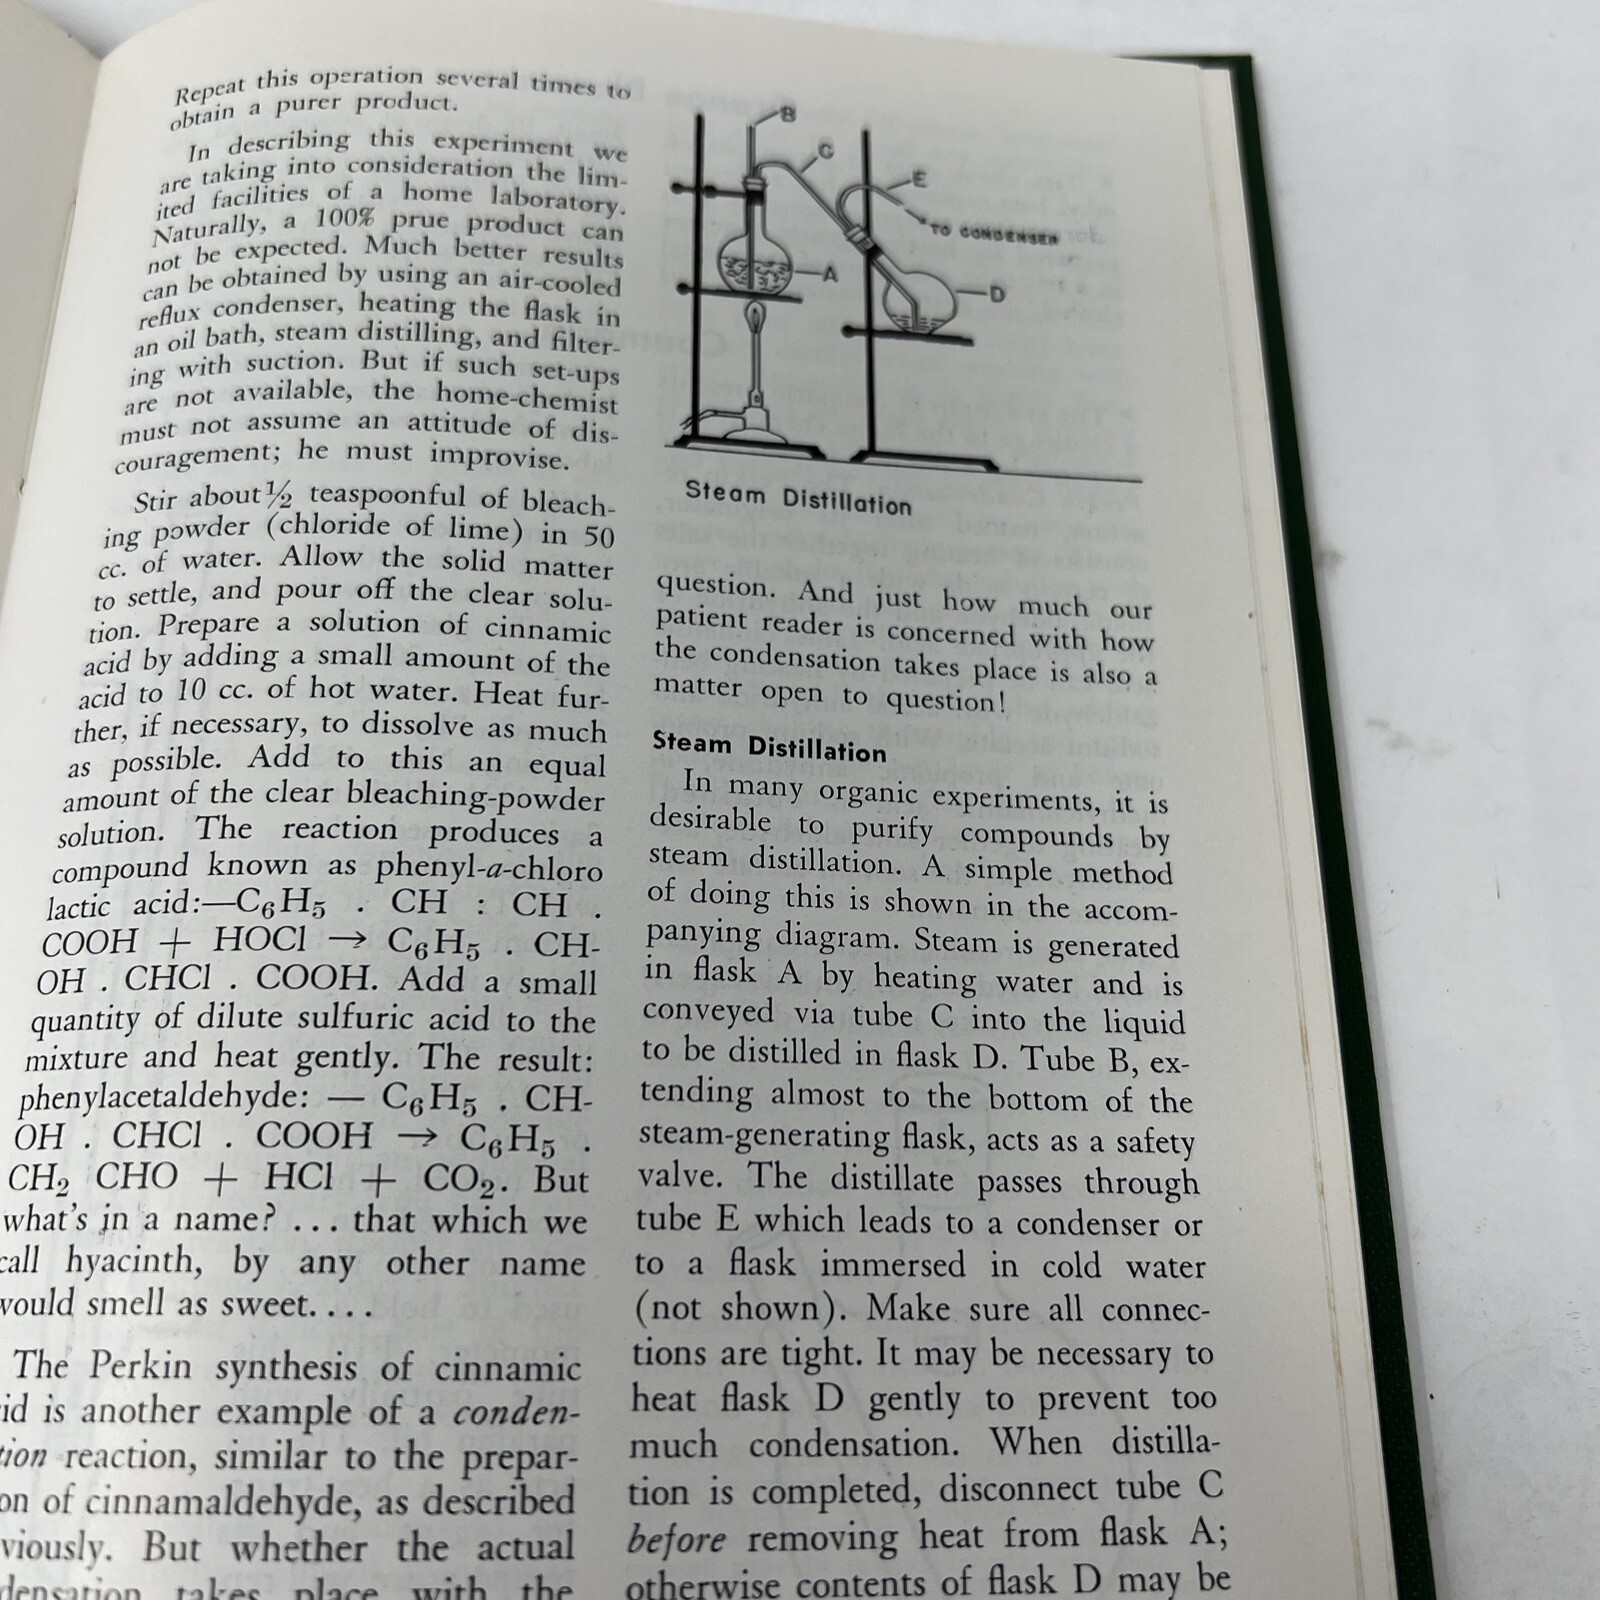 Repeat this operation several times to
obtain a purer product.
In describing this experiment we
are taking into consideration the lim-
ited facilities of a home laboratory.
Naturally, a 100% prue product can
not be expected. Much better results
can be obtained by using an air-cooled
reflux condenser, heating the flask in
an oil bath, steam distilling, and filter-
ing with suction. But if such set-ups
are not available, the home-chemist
must not assume an attitude of dis-
couragement; he must improvise.
Stir about ½ teaspoonful of bleach-
ing powder (chloride of lime) in 50
cc. of water. Allow the solid matter
to settle, and pour off the clear solu-
tion. Prepare a solution of cinnamic
acid by adding a small amount of the
acid to 10 cc. of hot water. Heat fur-
ther, if necessary, to dissolve as much
as possible. Add to this an equal
amount of the clear bleaching-powder
solution. The reaction produces a
compound known as phenyl-a-chloro
lactic acid:—C₆H₅ . CH : CH .
COOH + HOCl → C₆H₅ . CH-
OH . CHCl . COOH. Add a small
quantity of dilute sulfuric acid to the
mixture and heat gently. The result:
phenylacetaldehyde: — C₆H₅ . CH-
OH . CHCl . COOH → C₆H₅ .
CH₂ CHO + HCl + CO₂. But
what's in a name? ... that which we
call hyacinth, by any other name
would smell as sweet. . . .
The Perkin synthesis of cinnamic
id is another example of a conden-
tion reaction, similar to the prepar-
on of cinnamaldehyde, as described
viously. But whether the actual
densation takes place with the
B
C
E
TO CONDENSER
A
D
Steam Distillation
question. And just how much our
patient reader is concerned with how
the condensation takes place is also a
matter open to question!
Steam Distillation
In many organic experiments, it is
desirable to purify compounds by
steam distillation. A simple method
of doing this is shown in the accom-
panying diagram. Steam is generated
in flask A by heating water and is
conveyed via tube C into the liquid
to be distilled in flask D. Tube B, ex-
tending almost to the bottom of the
steam-generating flask, acts as a safety
valve. The distillate passes through
tube E which leads to a condenser or
to a flask immersed in cold water
(not shown). Make sure all connec-
tions are tight. It may be necessary to
heat flask D gently to prevent too
much condensation. When distilla-
tion is completed, disconnect tube C
before removing heat from flask A;
otherwise contents of flask D may be